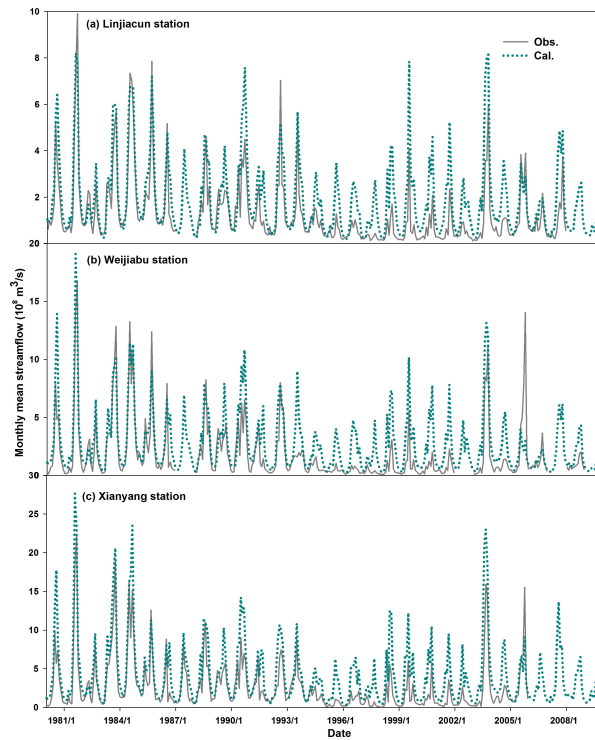 10
(a) Linjiacun station
Obs.
Cal.
8
6
4
2
20
(b) Weijiabu station
15
10
5
30
(c) Xianyang station
25
20
15
10
5
0
Monthly mean streamflow (10⁸ m³/s)
1981/1 1984/1 1987/1 1990/1 1993/1 1996/1 1999/1 2002/1 2005/1 2008/1
Date